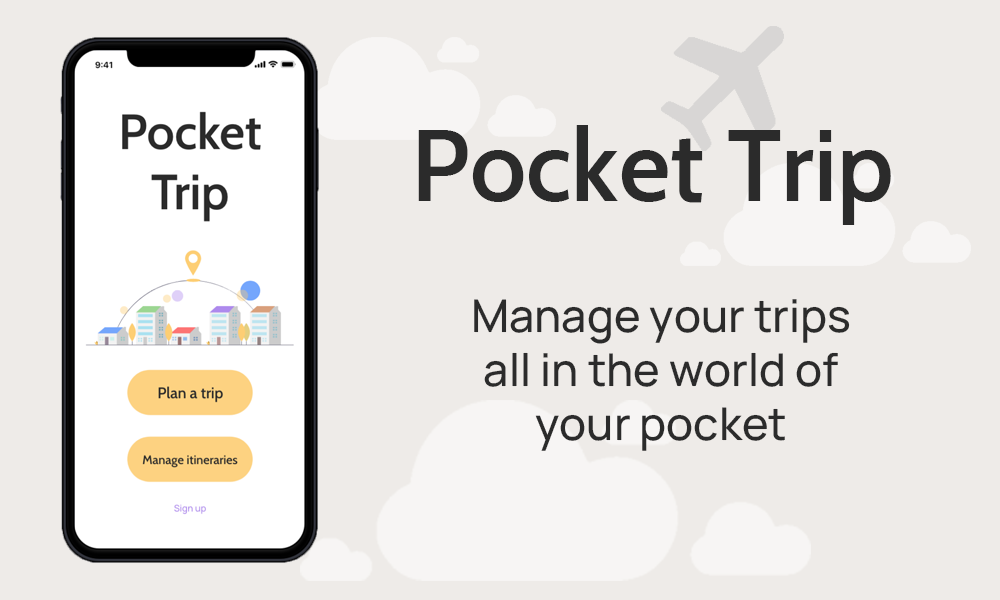 9:41
Pocket
Trip
Plan a trip
Manage itineraries
Sign up
Pocket Trip
Manage your trips
all in the world of
your pocket